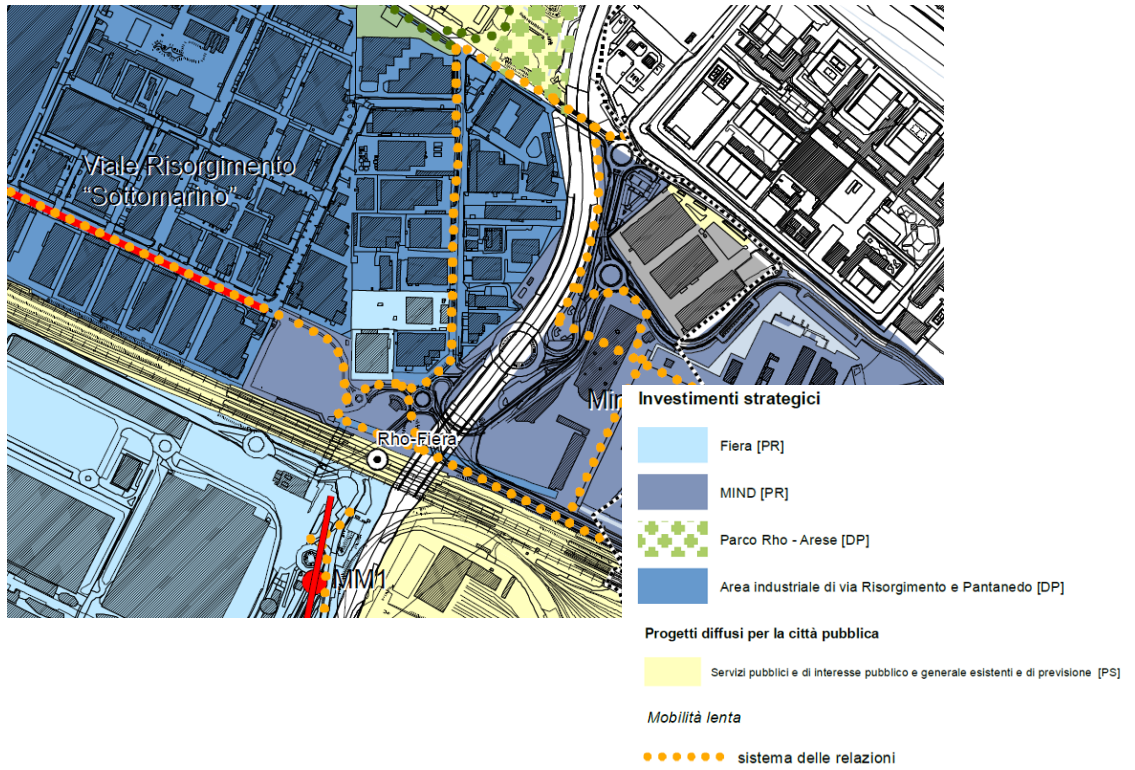 Viale Risorgimento
"Sottomarino"
Rho-Fiera
MM1
Investimenti strategici
Fiera [PR]
MIND [PR]
Parco Rho - Arese [DP]
Area industriale di via Risorgimento e Pantanedo [DP]
Progetti diffusi per la città pubblica
Servizi pubblici e di interesse pubblico e generale esistenti e di previsione [PS]
Mobilità lenta
sistema delle relazioni